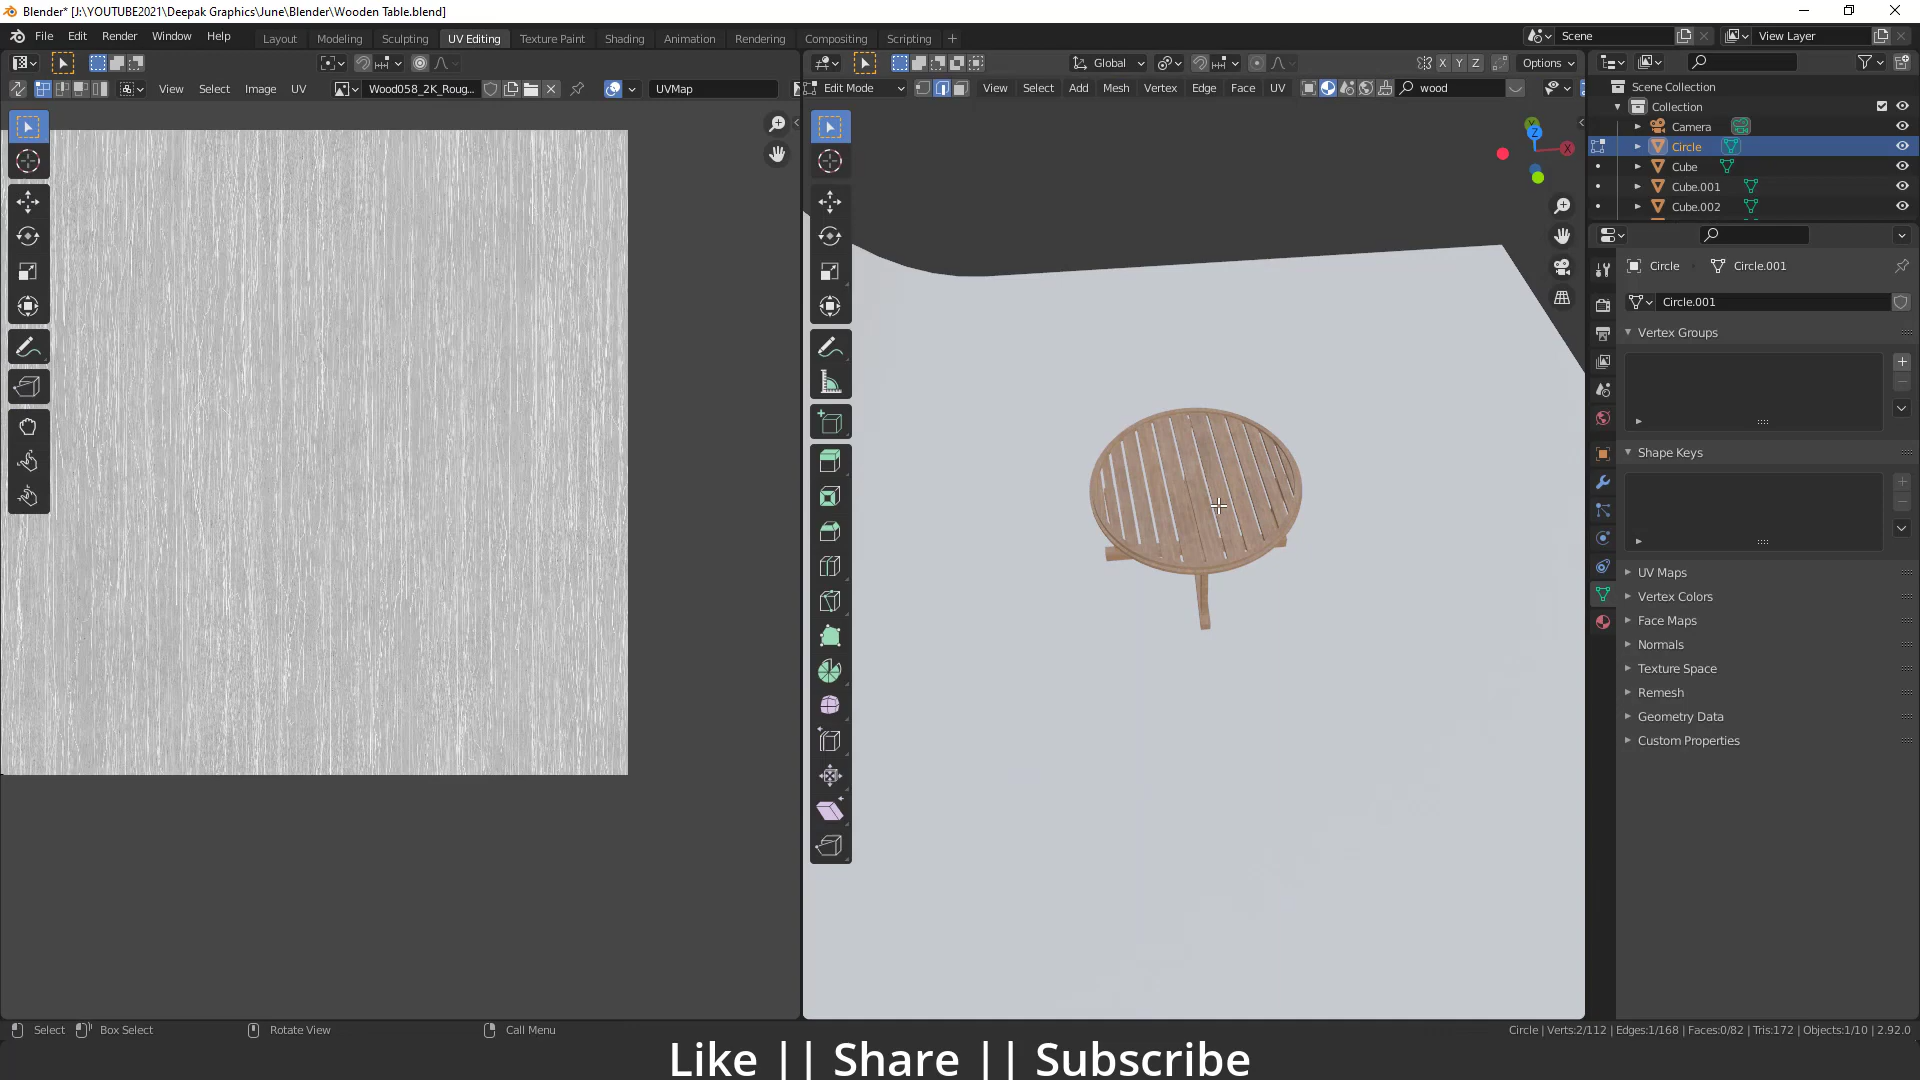 Blender* [J:\YOUTUBE2021\Deepak Graphics\June\Blender\Wooden Table.blend]
File Edit Render Window Help
Layout Modeling Sculpting UV Editing Texture Paint Shading Animation Rendering Compositing Scripting
Scene
View Layer
Global
Options
View Select Image UV
Wood058_2K_Roug...
UVMap
Edit Mode
View Select Add Mesh Vertex Edge Face UV
wood
X Y Z
Y
Z
X
Scene Collection
Collection
Camera
Circle
Cube
Cube.001
Cube.002
Circle
Circle.001
Circle.001
Vertex Groups
Shape Keys
UV Maps
Vertex Colors
Face Maps
Normals
Texture Space
Remesh
Geometry Data
Custom Properties
Select Box Select Rotate View Call Menu
Circle | Verts:2/112 | Edges:1/168 | Faces:0/82 | Tris:172 | Objects:1/10 | 2.92.0
Like || Share || Subscribe